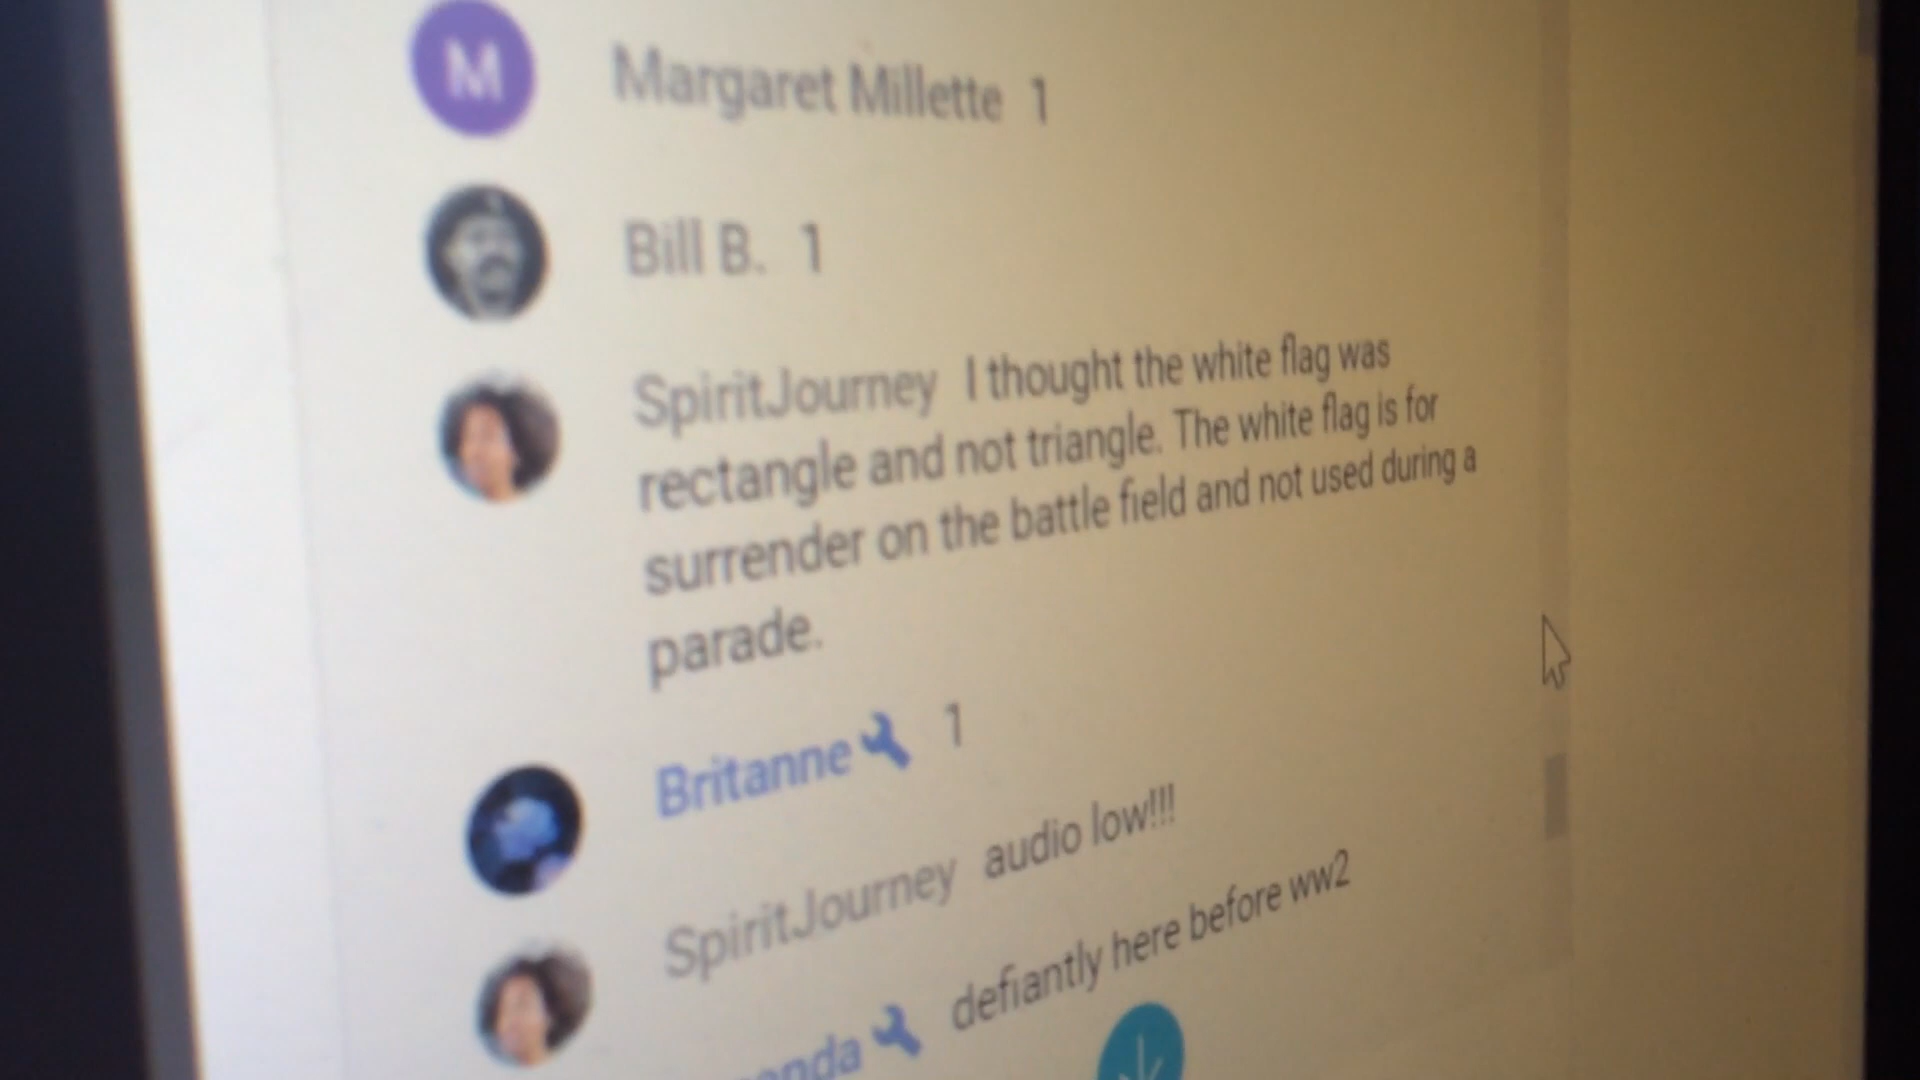 M
Margaret Millette 1
Bill B. 1
SpiritJourney I thought the white flag was
rectangle and not triangle. The white flag is for
surrender on the battle field and not used during a
parade.
Britanne 1
SpiritJourney audio low!!!
defiantly here before ww2